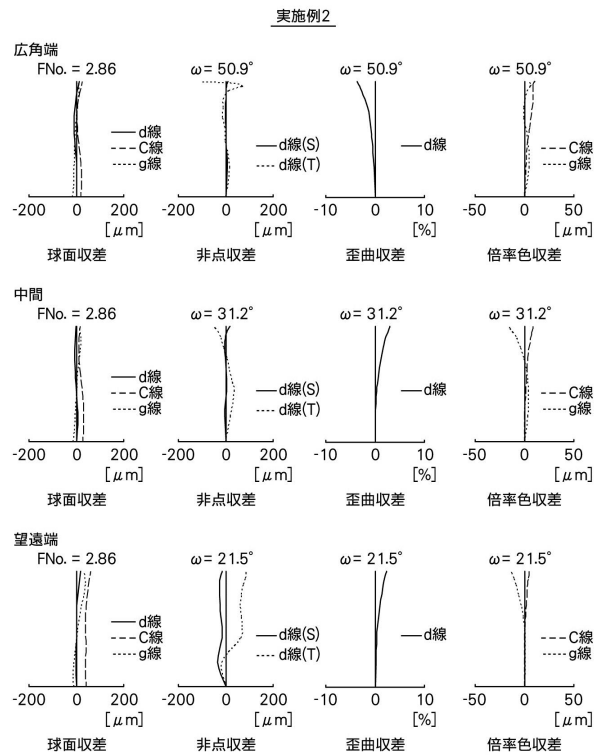 実施例2
広角端
FNo. = 2.86
ω= 50.9°
ω= 50.9°
ω= 50.9°
d線
C線
g線
d線(S)
d線(T)
d線
C線
g線
-200 0 200
-200 0 200
-10 0 10
-50 0 50
[μm]
[μm]
[%]
[μm]
球面収差
非点収差
歪曲収差
倍率色収差
中間
FNo. = 2.86
ω= 31.2°
ω= 31.2°
ω= 31.2°
d線
C線
g線
d線(S)
d線(T)
d線
C線
g線
-200 0 200
-200 0 200
-10 0 10
-50 0 50
[μm]
[μm]
[%]
[μm]
球面収差
非点収差
歪曲収差
倍率色収差
望遠端
FNo. = 2.86
ω= 21.5°
ω= 21.5°
ω= 21.5°
d線
C線
g線
d線(S)
d線(T)
d線
C線
g線
-200 0 200
-200 0 200
-10 0 10
-50 0 50
[μm]
[μm]
[%]
[μm]
球面収差
非点収差
歪曲収差
倍率色収差